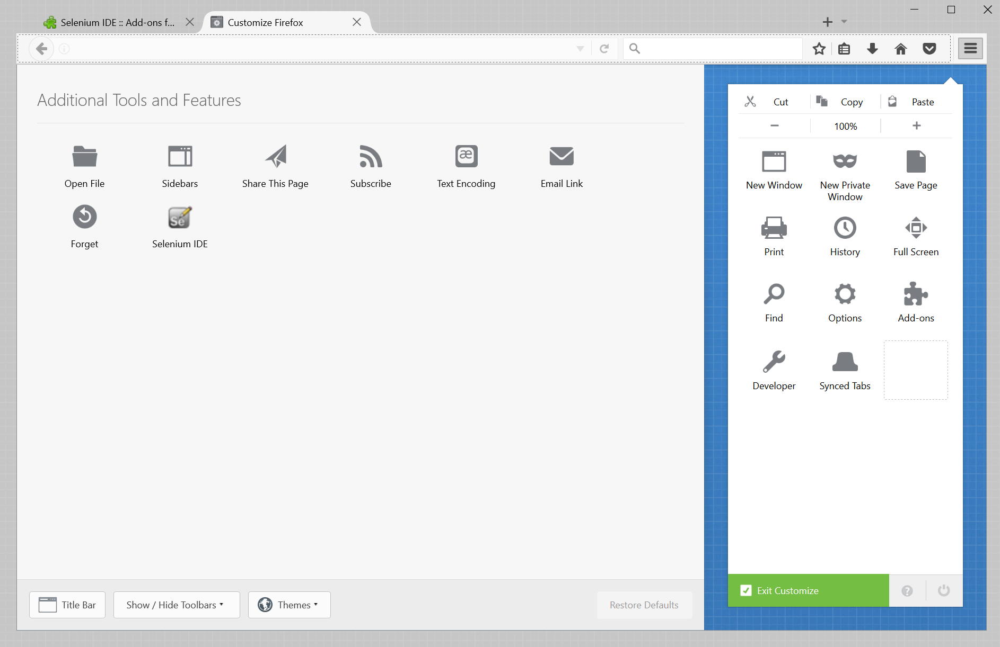 Selenium IDE :: Add-ons f...
Customize Firefox
Additional Tools and Features
Open File
Sidebars
Share This Page
Subscribe
æ
Text Encoding
Email Link
Forget
Se
Selenium IDE
Cut
Copy
Paste
100%
New Window
New Private
Window
Save Page
Print
History
Full Screen
Find
Options
Add-ons
Developer
Synced Tabs
Title Bar
Show / Hide Toolbars
Themes
Restore Defaults
Exit Customize